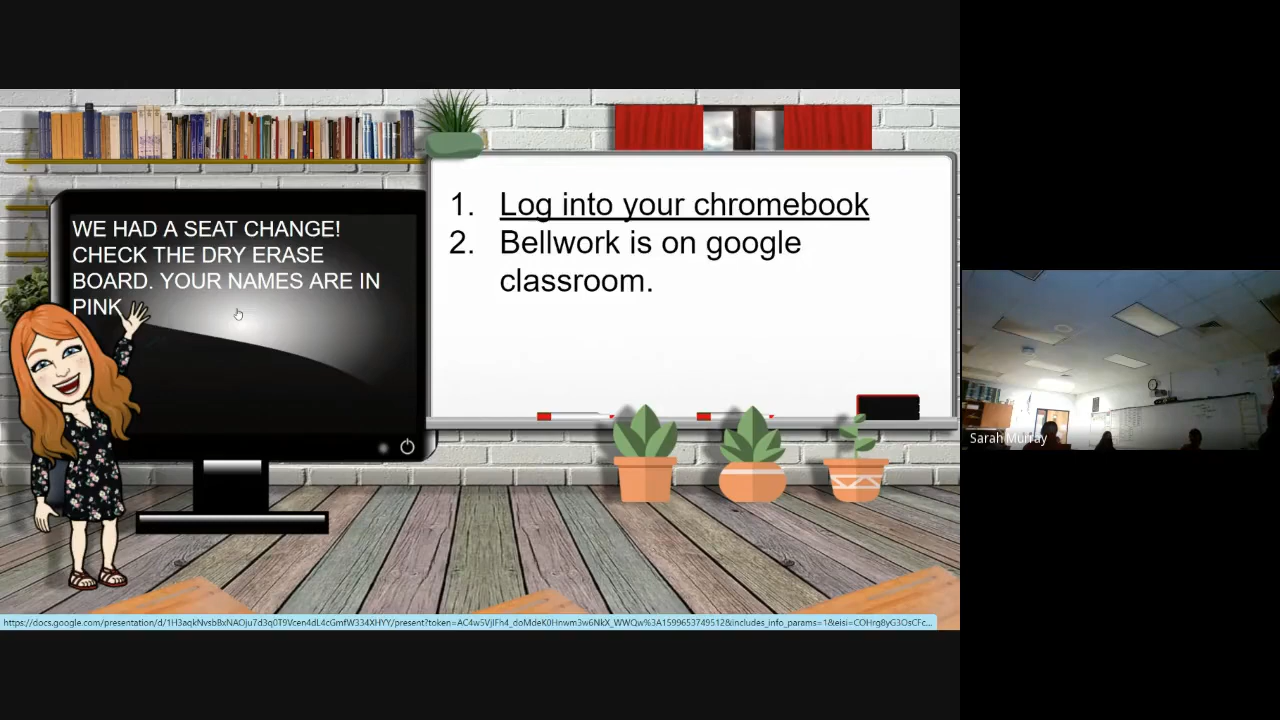 WE HAD A SEAT CHANGE!
CHECK THE DRY ERASE
BOARD. YOUR NAMES ARE IN
PINK
1. Log into your chromebook
2. Bellwork is on google
classroom.
Sarah Murray